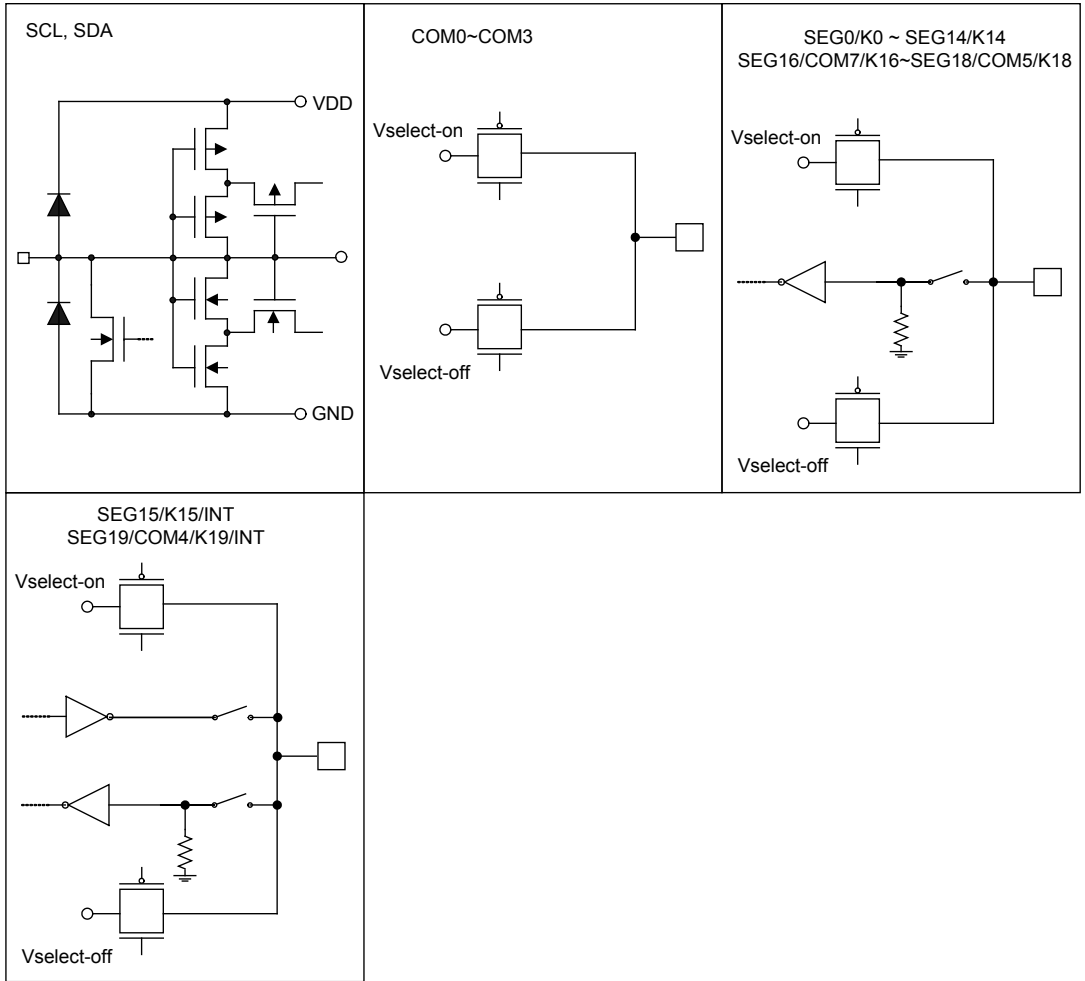 SCL, SDA
VDD
GND
COM0~COM3
Vselect-on
Vselect-off
SEG0/K0 ~ SEG14/K14
SEG16/COM7/K16~SEG18/COM5/K18
Vselect-on
Vselect-off
SEG15/K15/INT
SEG19/COM4/K19/INT
Vselect-on
Vselect-off